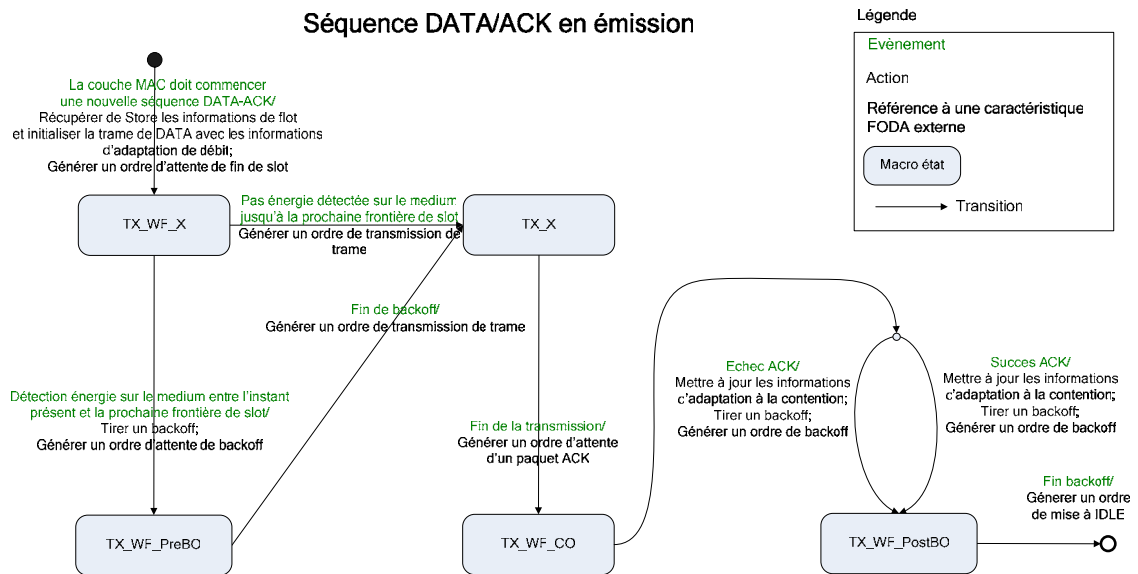 Séquence DATA/ACK en émission
Légende
Evènement
Action
Référence à une caractéristique
FODA externe
Macro état
Transition
La couche MAC doit commencer
une nouvelle séquence DATA-ACK/
Récupérer de Store les informations de flot
et initialiser la trame de DATA avec les informations
d'adaptation de débit;
Générer un ordre d'attente de fin de slot
TX_WF_X
Pas énergie détectée sur le medium
jusqu'à la prochaine frontière de slot
Générer un ordre de transmission de
trame
TX_X
Fin de backoff/
Générer un ordre de transmission de trame
Détection énergie sur le medium entre l'instant
présent et la prochaine frontière de slot/
Tirer un backoff;
Générer un ordre d'attente de backoff
Fin de la transmission/
Générer un ordre d'attente
d'un paquet ACK
Echec ACK/
Mettre à jour les informations
c'adaptation à la contention;
Tirer un backoff;
Générer un ordre de backoff
Succes ACK/
Mettre à jour les informations
c'adaptation à la contention;
Tirer un backoff;
Générer un ordre de backoff
Fin backoff/
Génerer un ordre
de mise à IDLE
TX_WF_PreBO
TX_WF_CO
TX_WF_PostBO